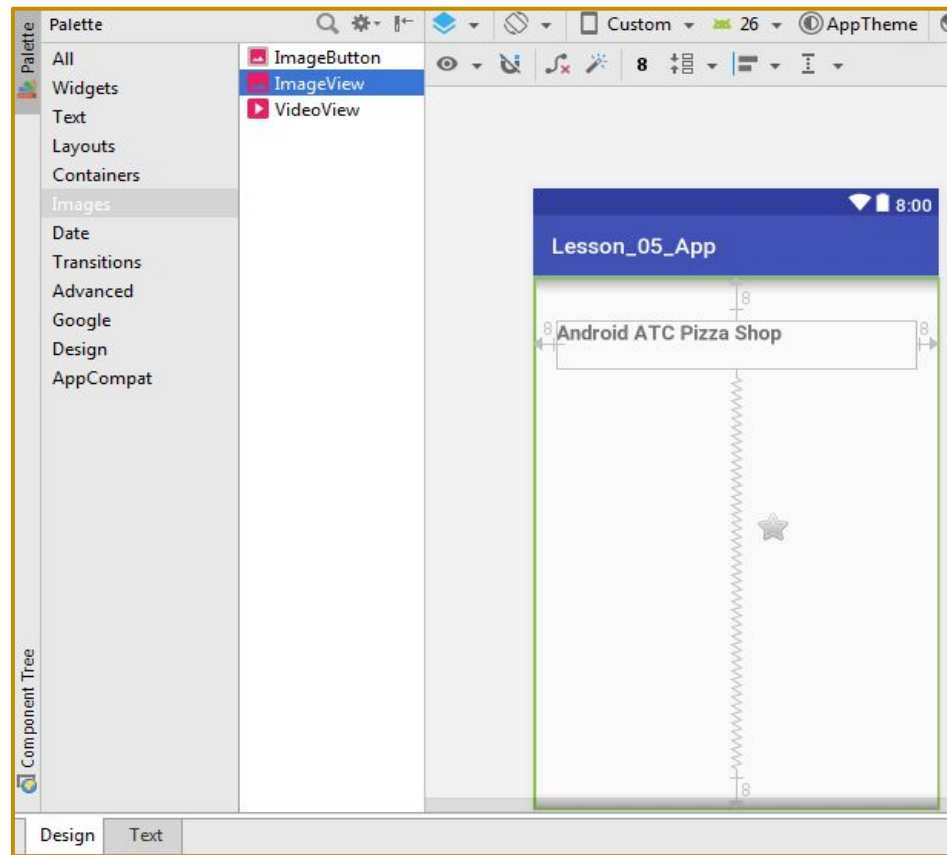 Palette
Custom 26 AppTheme
Palette
All
Widgets
Text
Layouts
Containers
Images
Date
Transitions
Advanced
Google
Design
AppCompat
ImageButton
ImageView
VideoView
8
8:00
Lesson_05_App
8
8 Android ATC Pizza Shop 8
8
Component Tree
Design Text